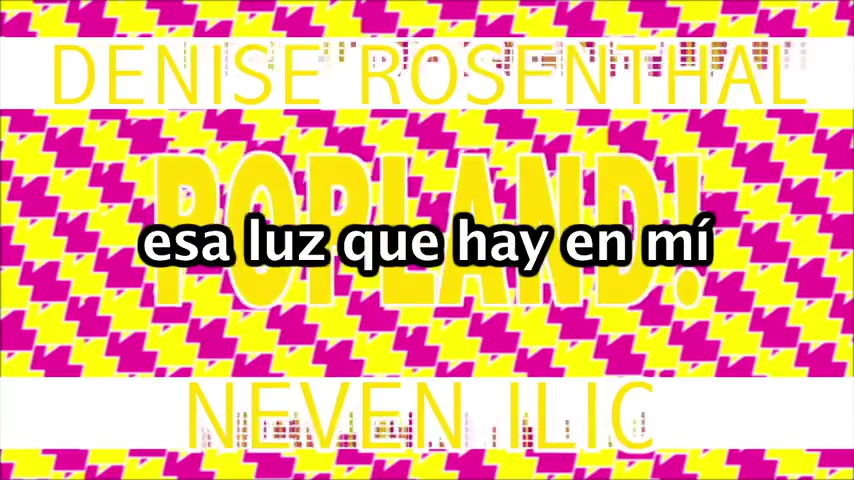 DENISE ROSENTHAL
POPLAND!
esa luz que hay en mí
NEVEN ILIC